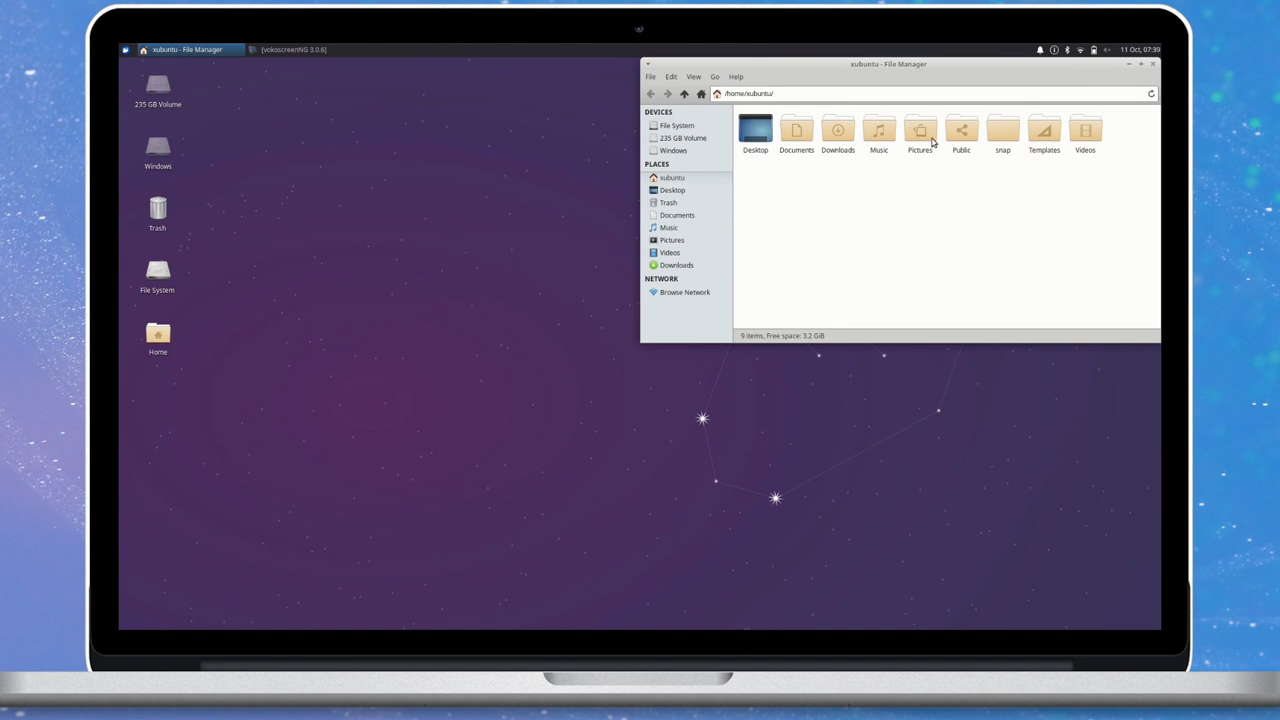 xubuntu - File Manager
[vokoscreenNG 3.0.6]
11 Oct, 07:39
235 GB Volume
Windows
Trash
File System
Home
xubuntu - File Manager
File Edit View Go Help
/home/xubuntu/
DEVICES
File System
235 GB Volume
Windows
PLACES
xubuntu
Desktop
Trash
Documents
Music
Pictures
Videos
Downloads
NETWORK
Browse Network
Desktop Documents Downloads Music Pictures Public snap Templates Videos
9 items, Free space: 3.2 GiB